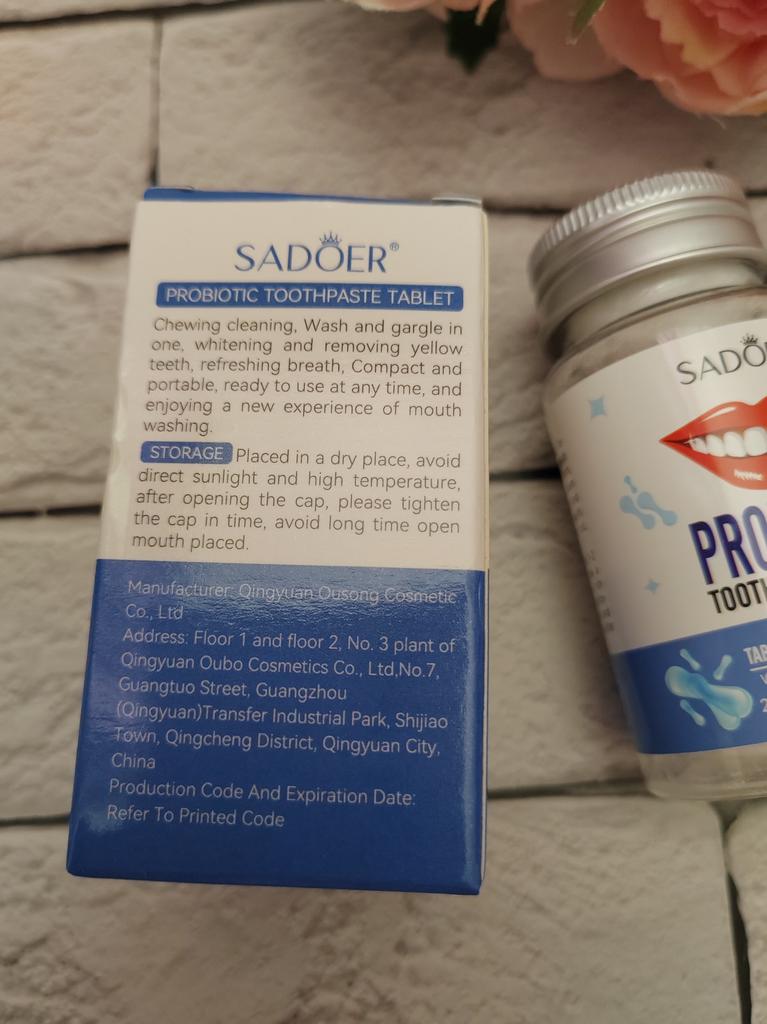 SADOER®
PROBIOTIC TOOTHPASTE TABLET
Chewing cleaning, Wash and gargle in
one, whitening and removing yellow
teeth, refreshing breath, Compact and
portable, ready to use at any time, and
enjoying a new experience of mouth
washing.
STORAGE Placed in a dry place, avoid
direct sunlight and high temperature,
after opening the cap, please tighten
the cap in time, avoid long time open
mouth placed.
Manufacturer: Qingyuan Ousong Cosmetic
Co., Ltd
Address: Floor 1 and floor 2, No. 3 plant of
Qingyuan Oubo Cosmetics Co., Ltd,No.7,
Guangtuo Street, Guangzhou
(Qingyuan)Transfer Industrial Park, Shijiao
Town, Qingcheng District, Qingyuan City,
China
Production Code And Expiration Date:
Refer To Printed Code
SADOE
PRO
TOOTH
TAB